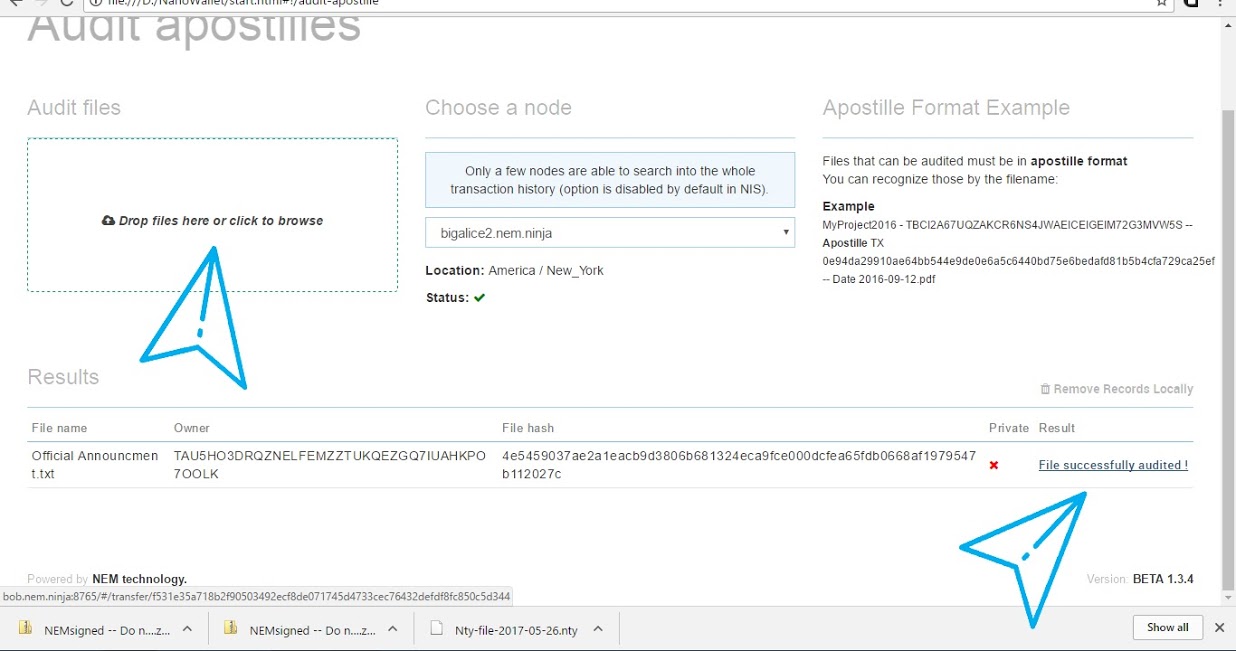 file:///D:/NanoWallet/start.html#!/audit-apostille
Audit apostilles
Audit files
Drop files here or click to browse
Choose a node
Only a few nodes are able to search into the whole
transaction history (option is disabled by default in NIS).
bigalice2.nem.ninja
Location: America / New_York
Status:
Apostille Format Example
Files that can be audited must be in apostille format
You can recognize those by the filename:
Example
MyProject2016 - TBCI2A67UQZAKCR6NS4JWAEICEIGEIM72G3MVW5S --
Apostille TX
0e94da29910ae64bb544e9de0e6a5c6440bd75e6bedafd81b5b4cfa729ca25ef
-- Date 2016-09-12.pdf
Results
Remove Records Locally
File name Owner File hash Private Result
Official Announcmen TAU5HO3DRQZNELFEMZZTUKQEZGQ7IUAHKPO 4e5459037ae2a1eacb9d3806b681324eca9fce000dcfea65fdb0668af1979547 File successfully audited !
t.txt 7OOLK b112027c
Powered by NEM technology.
Version: BETA 1.3.4
bob.nem.ninja:8765/#/transfer/f531e35a718b2f90503492ecf8de071745d4733cec76432defdf8fc850c5d344
NEMsigned -- Do n....z... NEMsigned -- Do n....z... Nty-file-2017-05-26.nty Show all